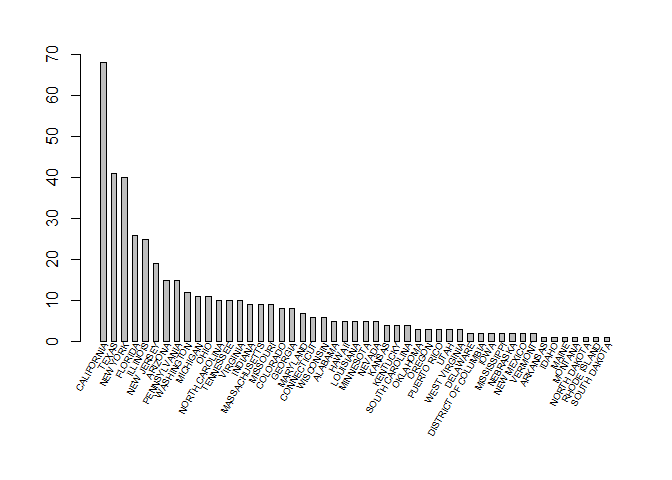 70
60
50
40
30
20
10
0
CALIFORNIA
TEXAS
NEW YORK
FLORIDA
ILLINOIS
NEW JERSEY
ARIZONA
PENNSYLVANIA
WASHINGTON
MICHIGAN
OHIO
NORTH CAROLINA
TENNESSEE
VIRGINIA
INDIANA
MASSACHUSETTS
MISSOURI
COLORADO
GEORGIA
MARYLAND
CONNECTICUT
WISCONSIN
ALABAMA
HAWAII
LOUISIANA
MINNESOTA
NEVADA
KANSAS
KENTUCKY
SOUTH CAROLINA
OKLAHOMA
OREGON
PUERTO RICO
UTAH
WEST VIRGINIA
DELAWARE
DISTRICT OF COLUMBIA
IOWA
MISSISSIPPI
NEBRASKA
NEW MEXICO
VERMONT
ARKANSAS
IDAHO
MAINE
MONTANA
NORTH DAKOTA
RHODE ISLAND
SOUTH DAKOTA